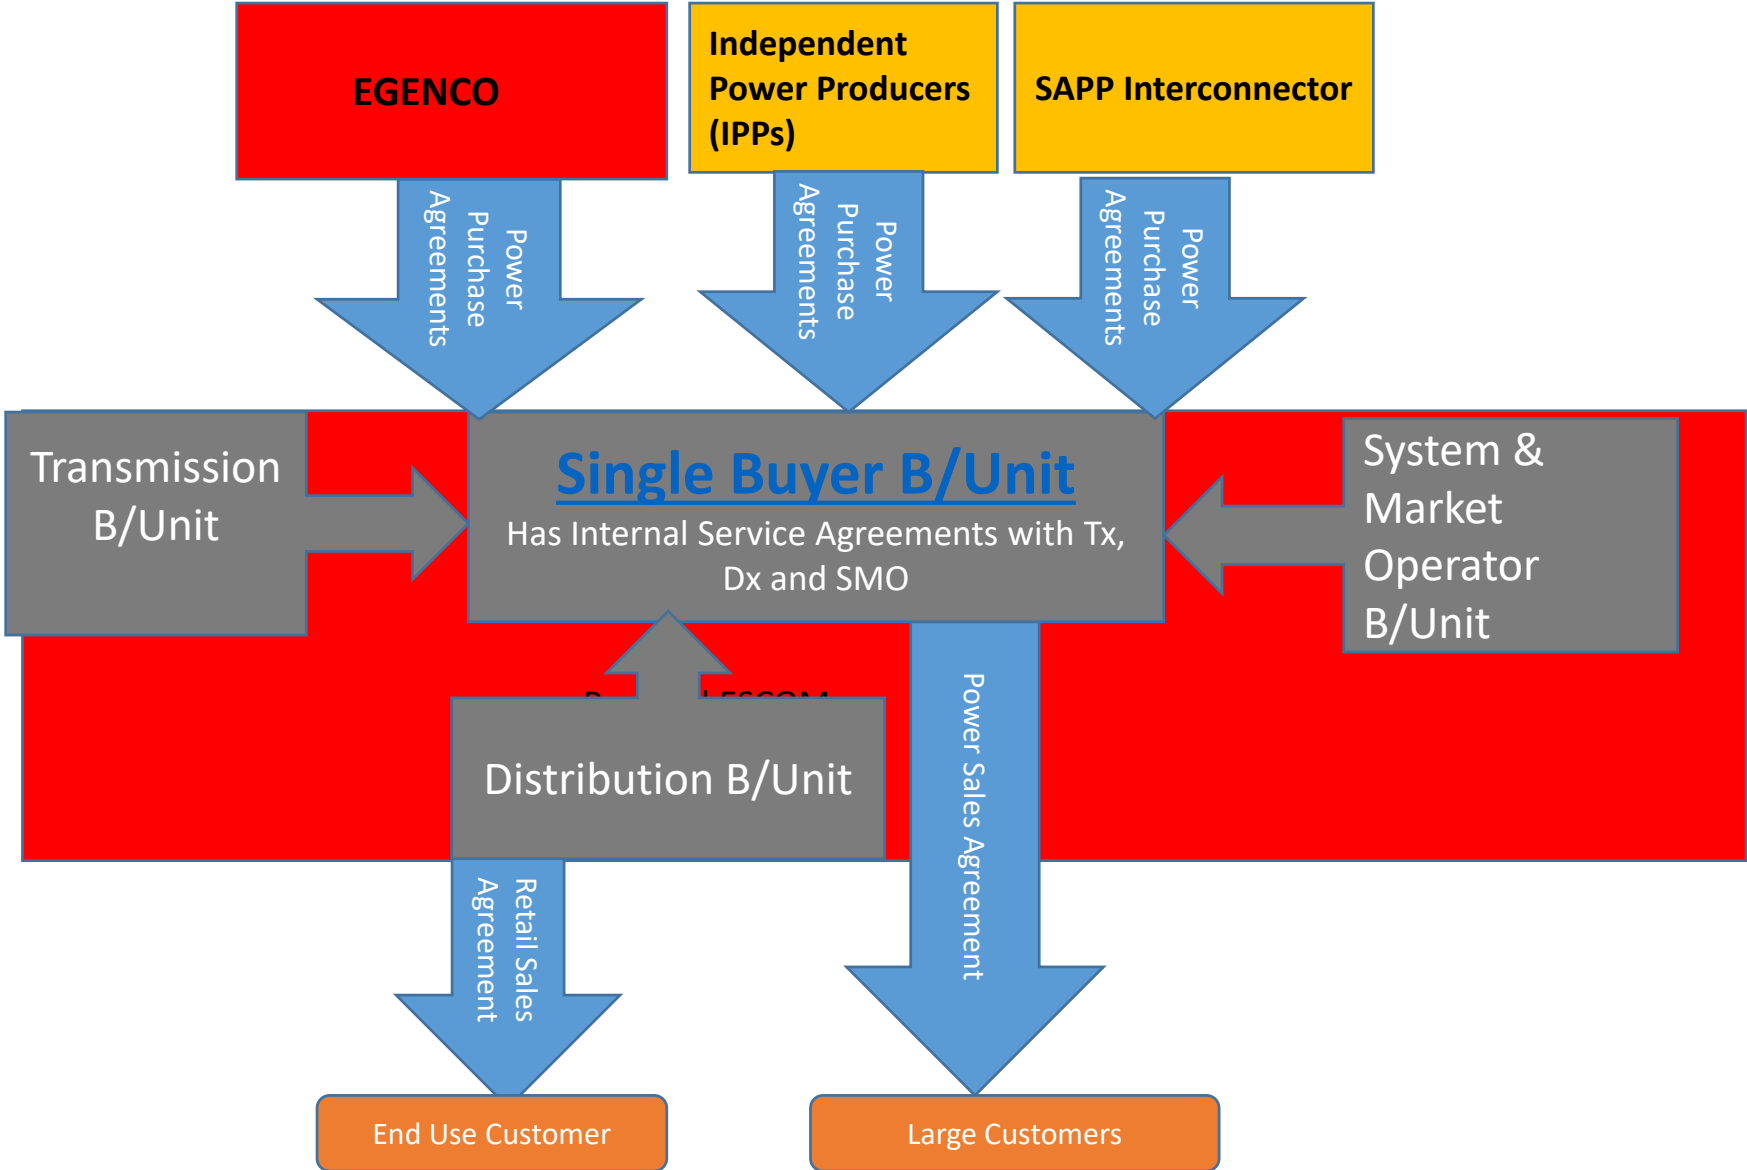 EGENCO
Independent
Power Producers
(IPPs)
SAPP Interconnector
Power
Purchase
Agreements
Power
Purchase
Agreements
Power
Purchase
Agreements
Transmission
B/Unit
Single Buyer B/Unit
Has Internal Service Agreements with Tx,
Dx and SMO
System &
Market
Operator
B/Unit
ESCOM
Distribution B/Unit
Power Sales Agreement
Retail Sales
Agreement
End Use Customer
Large Customers